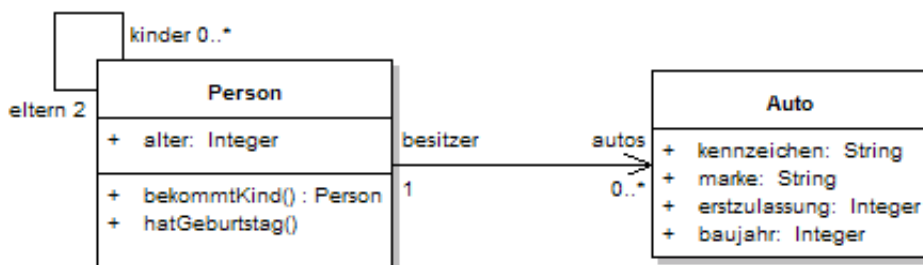 kinder 0..*
eltern 2
Person
+ alter: Integer
+ bekommtKind() : Person
+ hatGeburtstag()
besitzer
1
autos
0..*
Auto
+ kennzeichen: String
+ marke: String
+ erstzulassung: Integer
+ baujahr: Integer